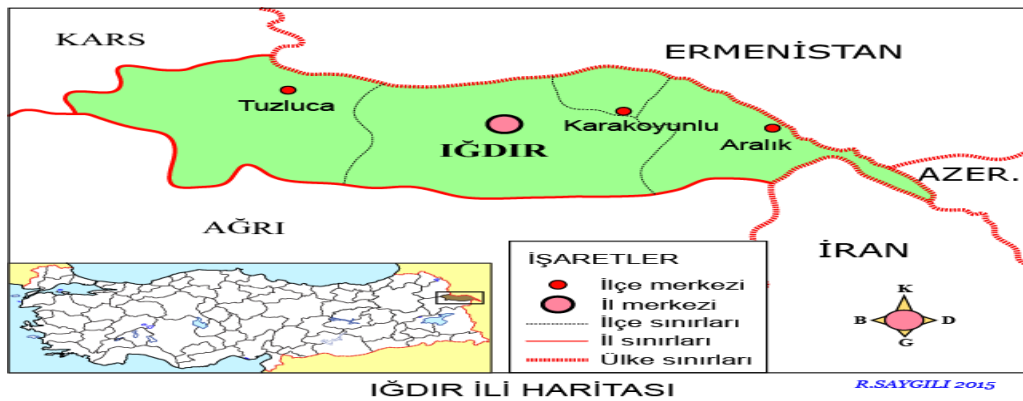 KARS
ERMENİSTAN
Tuzluca
Karakoyunlu
IĞDIR
Aralık
AZER.
AĞRI
İRAN
İŞARETLER
İlçe merkezi
İl merkezi
İlçe sınırları
İl sınırları
Ülke sınırları
K
B D
G
IĞDIR İLİ HARİTASI
R.SAYGILI 2015